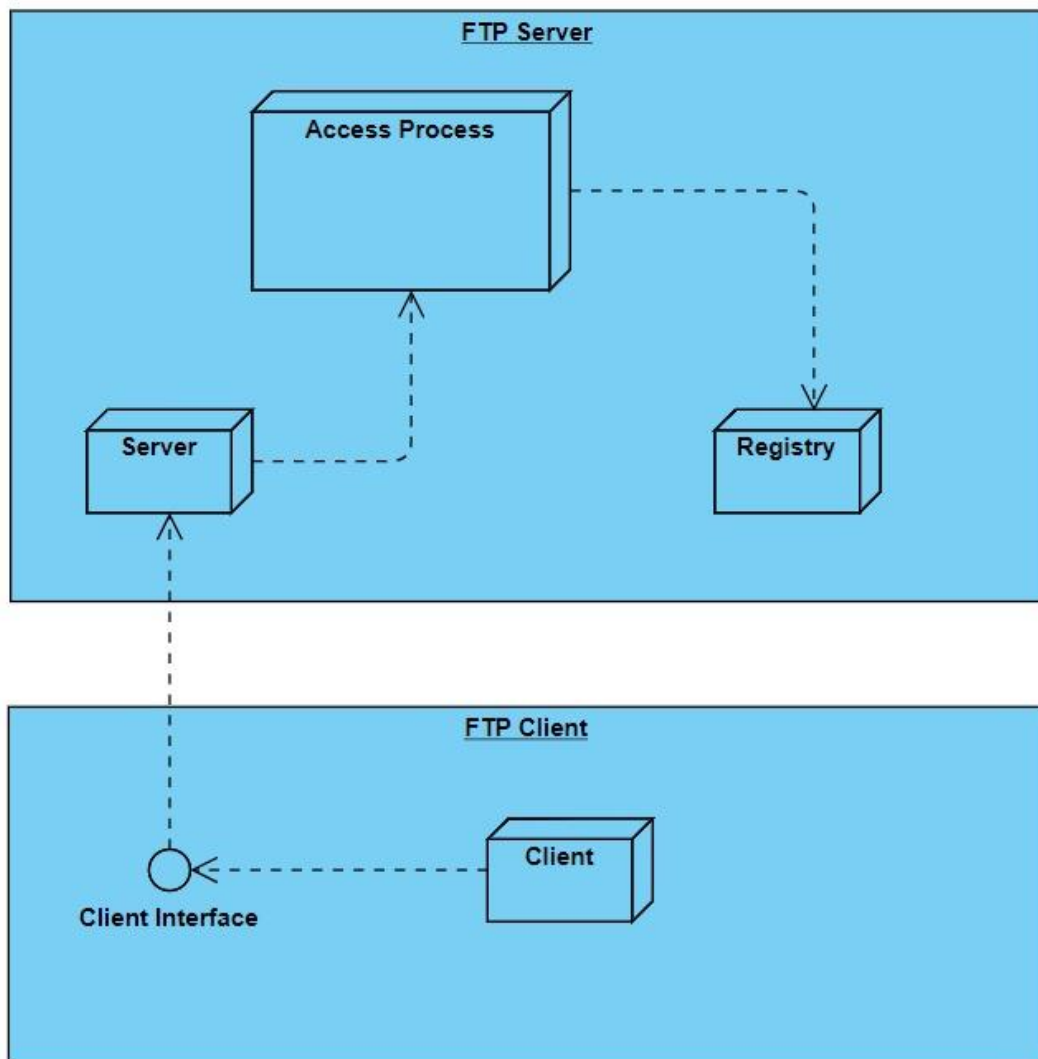 FTP Server
Access Process
Server
Registry
FTP Client
Client
Client Interface